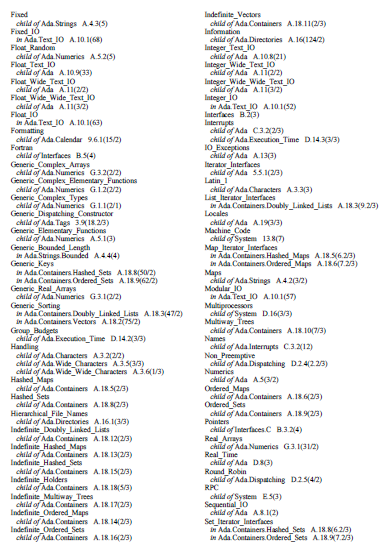 Fixed
child of Ada.Strings A.4.3(5)
Fixed_IO
in Ada.Text_IO A.10.1(68)
Float_Random
child of Ada.Numerics A.5.2(5)
Float_Text_IO
child of Ada A.10.9(33)
Float_Wide_Text_IO
child of Ada A.11(2/2)
Float_Wide_Wide_Text_IO
child of Ada A.11(3/2)
Float_IO
in Ada.Text_IO A.10.1(63)
Formatting
child of Ada.Calendar 9.6.1(15/2)
Fortran
child of Interfaces B.5(4)
Generic_Complex_Arrays
child of Ada.Numerics G.3.2(2/2)
Generic_Complex_Elementary_Functions
child of Ada.Numerics G.1.2(2/2)
Generic_Complex_Types
child of Ada.Numerics G.1.1(2/1)
Generic_Dispatching_Constructor
child of Ada.Tags 3.9(18.2/3)
Generic_Elementary_Functions
child of Ada.Numerics A.5.1(3)
Generic_Bounded_Length
in Ada.Strings.Bounded A.4.4(4)
Generic_Keys
in Ada.Containers.Hashed_Sets A.18.8(50/2)
in Ada.Containers.Ordered_Sets A.18.9(62/2)
Generic_Real_Arrays
child of Ada.Numerics G.3.1(2/2)
Generic_Sorting
in Ada.Containers.Doubly_Linked_Lists A.18.3(47/2)
in Ada.Containers.Vectors A.18.2(75/2)
Group_Budgets
child of Ada.Execution_Time D.14.2(3/3)
Handling
child of Ada.Characters A.3.2(2/2)
child of Ada.Wide_Characters A.3.5(3/3)
child of Ada.Wide_Wide_Characters A.3.6(1/3)
Hashed_Maps
child of Ada.Containers A.18.5(2/3)
Hashed_Sets
child of Ada.Containers A.18.8(2/3)
Hierarchical_File_Names
child of Ada.Directories A.16.1(3/3)
Indefinite_Doubly_Linked_Lists
child of Ada.Containers A.18.12(2/3)
Indefinite_Hashed_Maps
child of Ada.Containers A.18.13(2/3)
Indefinite_Hashed_Sets
child of Ada.Containers A.18.15(2/3)
Indefinite_Holders
child of Ada.Containers A.18.18(5/3)
Indefinite_Multiway_Trees
child of Ada.Containers A.18.17(2/3)
Indefinite_Ordered_Maps
child of Ada.Containers A.18.14(2/3)
Indefinite_Ordered_Sets
child of Ada.Containers A.18.16(2/3)
Indefinite_Vectors
child of Ada.Containers A.18.11(2/3)
Information
child of Ada.Directories A.16(124/2)
Integer_Text_IO
child of Ada A.10.8(21)
Integer_Wide_Text_IO
child of Ada A.11(2/2)
Integer_Wide_Wide_Text_IO
child of Ada A.11(3/2)
Integer_IO
in Ada.Text_IO A.10.1(52)
Interfaces B.2(3)
Interrupts
child of Ada C.3.2(2/3)
child of Ada.Execution_Time D.14.3(3/3)
IO_Exceptions
child of Ada A.13(3)
Iterator_Interfaces
child of Ada 5.5.1(2/3)
Latin_1
child of Ada.Characters A.3.3(3)
List_Iterator_Interfaces
in Ada.Containers.Doubly_Linked_Lists A.18.3(9.2/3)
Locales
child of Ada A.19(3/3)
Machine_Code
child of System 13.8(7)
Map_Iterator_Interfaces
in Ada.Containers.Hashed_Maps A.18.5(6.2/3)
in Ada.Containers.Ordered_Maps A.18.6(7.2/3)
Maps
child of Ada.Strings A.4.2(3/2)
Modular_IO
in Ada.Text_IO A.10.1(57)
Multiprocessors
child of System D.16(3/3)
Multiway_Trees
child of Ada.Containers A.18.10(7/3)
Names
child of Ada.Interrupts C.3.2(12)
Non_Preemptive
child of Ada.Dispatching D.2.4(2.2/3)
Numerics
child of Ada A.5(3/2)
Ordered_Maps
child of Ada.Containers A.18.6(2/3)
Ordered_Sets
child of Ada.Containers A.18.9(2/3)
Pointers
child of Interfaces.C B.3.2(4)
Real_Arrays
child of Ada.Numerics G.3.1(31/2)
Real_Time
child of Ada D.8(3)
Round_Robin
child of Ada.Dispatching D.2.5(4/2)
RPC
child of System E.5(3)
Sequential_IO
child of Ada A.8.1(2)
Set_Iterator_Interfaces
in Ada.Containers.Hashed_Sets A.18.8(6.2/3)
in Ada.Containers.Ordered_Sets A.18.9(7.2/3)